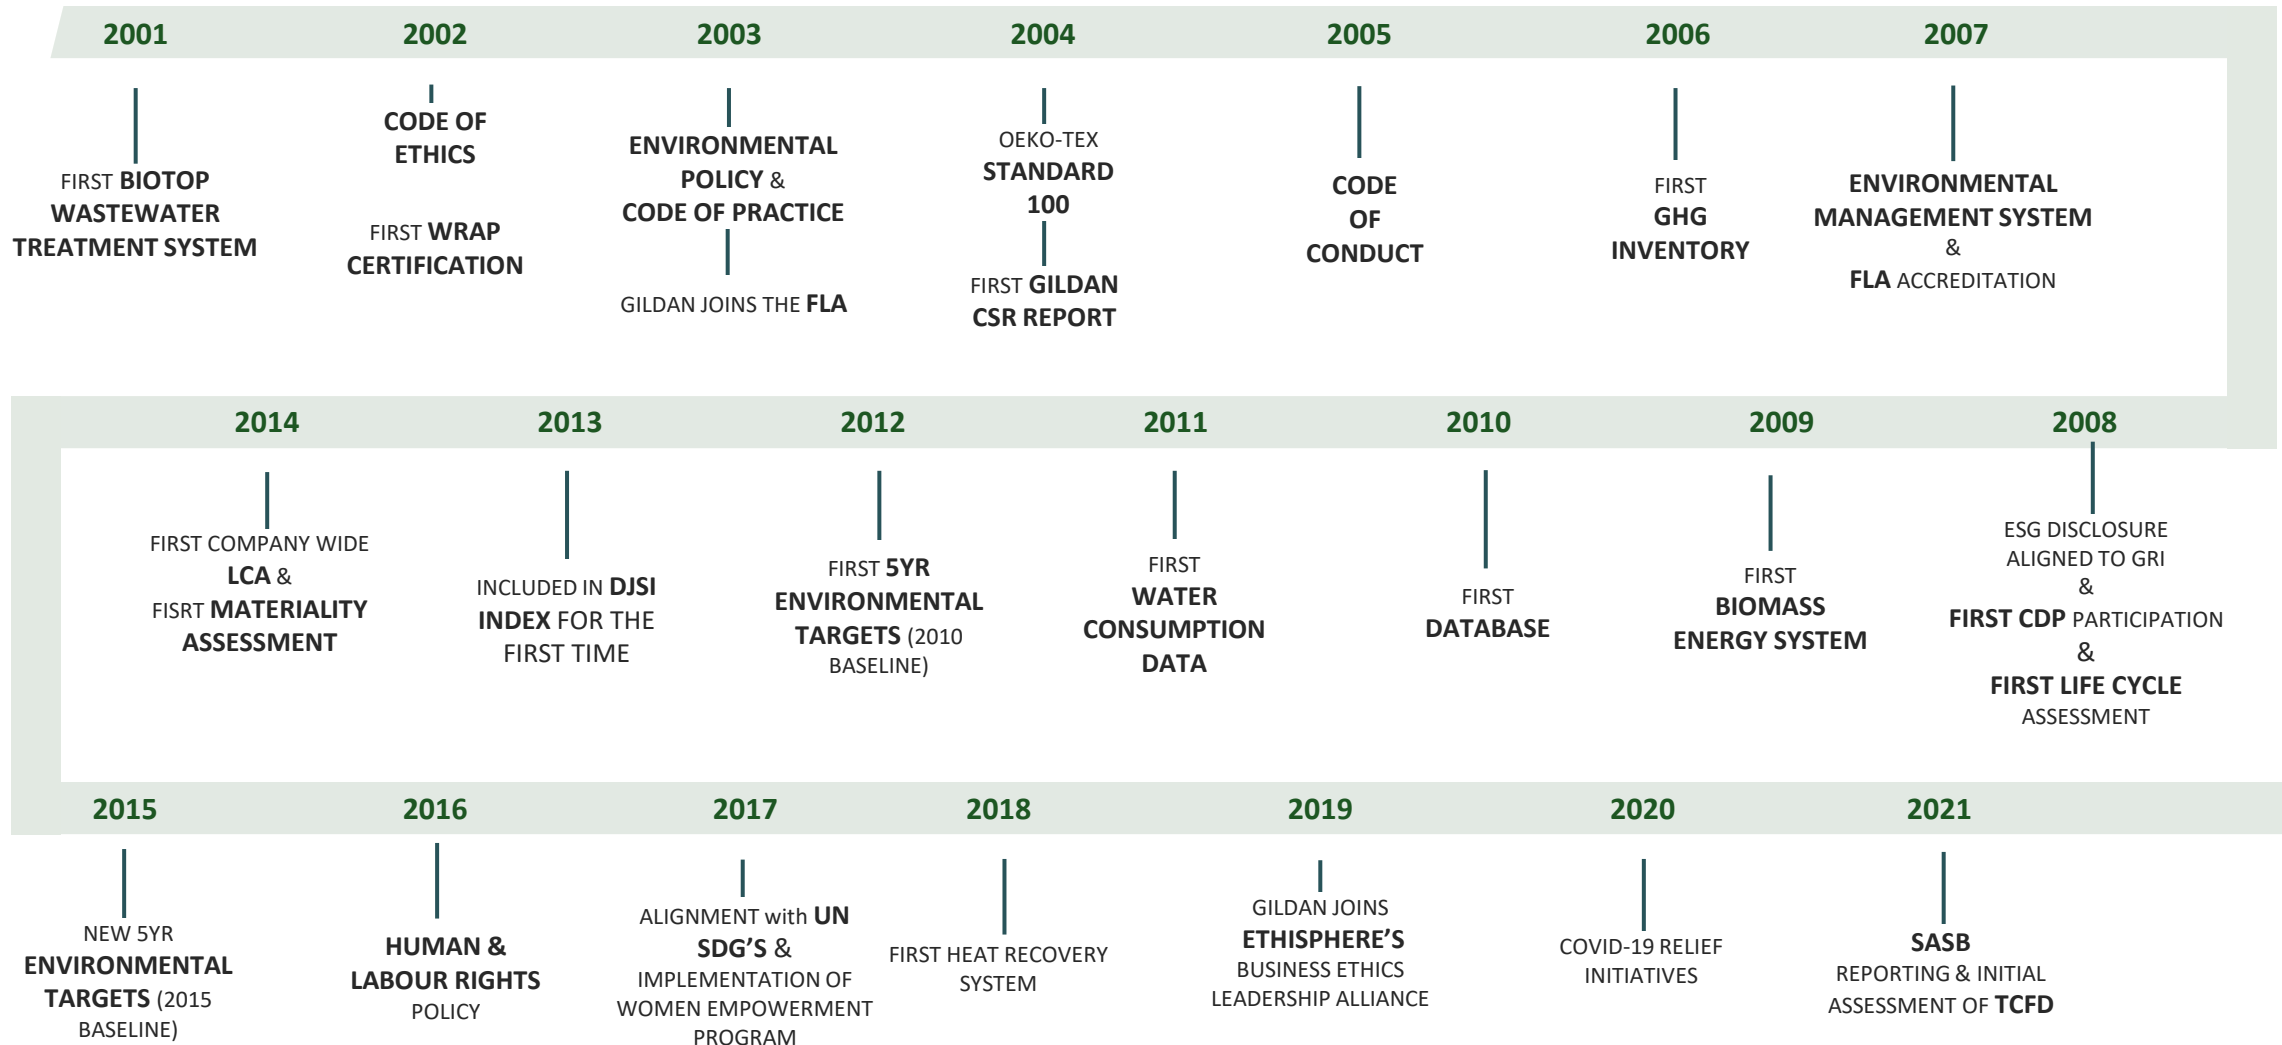 2001
FIRST BIOTOP
WASTEWATER
TREATMENT SYSTEM
2002
CODE OF
ETHICS
FIRST WRAP
CERTIFICATION
2003
ENVIRONMENTAL
POLICY &
CODE OF PRACTICE
GILDAN JOINS THE FLA
2004
OEKO-TEX
STANDARD
100
FIRST GILDAN
CSR REPORT
2005
CODE
OF
CONDUCT
2006
FIRST
GHG
INVENTORY
2007
ENVIRONMENTAL
MANAGEMENT SYSTEM
&
FLA ACCREDITATION
2008
ESG DISCLOSURE
ALIGNED TO GRI
&
FIRST CDP PARTICIPATION
&
FIRST LIFE CYCLE
ASSESSMENT
2009
FIRST
BIOMASS
ENERGY SYSTEM
2010
FIRST
DATABASE
2011
FIRST
WATER
CONSUMPTION
DATA
2012
FIRST 5YR
ENVIRONMENTAL
TARGETS (2010
BASELINE)
2013
INCLUDED IN DJSI
INDEX FOR THE
FIRST TIME
2014
FIRST COMPANY WIDE
LCA &
FISRT MATERIALITY
ASSESSMENT
2015
NEW 5YR
ENVIRONMENTAL
TARGETS (2015
BASELINE)
2016
HUMAN &
LABOUR RIGHTS
POLICY
2017
ALIGNMENT with UN
SDG'S &
IMPLEMENTATION OF
WOMEN EMPOWERMENT
PROGRAM
2018
FIRST HEAT RECOVERY
SYSTEM
2019
GILDAN JOINS
ETHISPHERE’S
BUSINESS ETHICS
LEADERSHIP ALLIANCE
2020
COVID-19 RELIEF
INITIATIVES
2021
SASB
REPORTING & INITIAL
ASSESSMENT OF TCFD